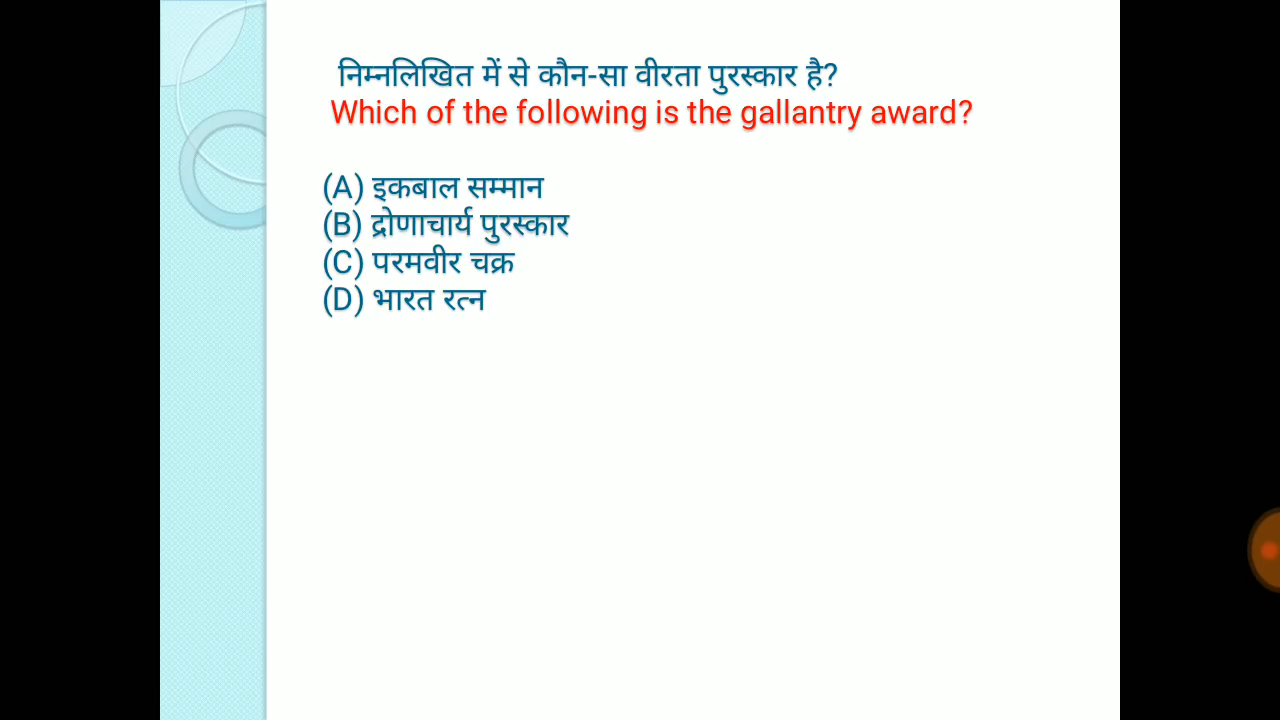 निम्नलिखित में से कौन-सा वीरता पुरस्कार है?
Which of the following is the gallantry award?
(A) इकबाल सम्मान
(B) द्रोणाचार्य पुरस्कार
(C) परमवीर चक्र
(D) भारत रत्न